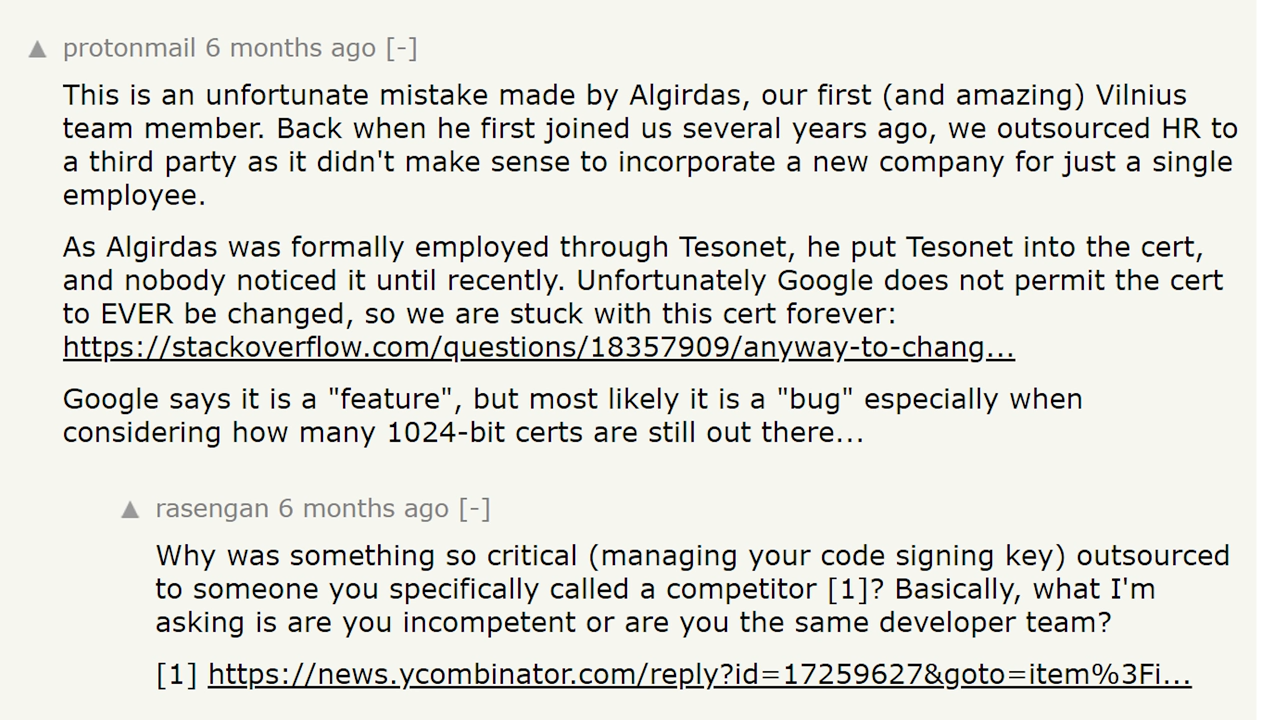 ▲ protonmail 6 months ago [-]
This is an unfortunate mistake made by Algirdas, our first (and amazing) Vilnius
team member. Back when he first joined us several years ago, we outsourced HR to
a third party as it didn't make sense to incorporate a new company for just a single
employee.
As Algirdas was formally employed through Tesonet, he put Tesonet into the cert,
and nobody noticed it until recently. Unfortunately Google does not permit the cert
to EVER be changed, so we are stuck with this cert forever:
https://stackoverflow.com/questions/18357909/anyway-to-chang...
Google says it is a "feature", but most likely it is a "bug" especially when
considering how many 1024-bit certs are still out there...
▲ rasengan 6 months ago [-]
Why was something so critical (managing your code signing key) outsourced
to someone you specifically called a competitor [1]? Basically, what I'm
asking is are you incompetent or are you the same developer team?
[1] https://news.ycombinator.com/reply?id=17259627&goto=item%3Fi...